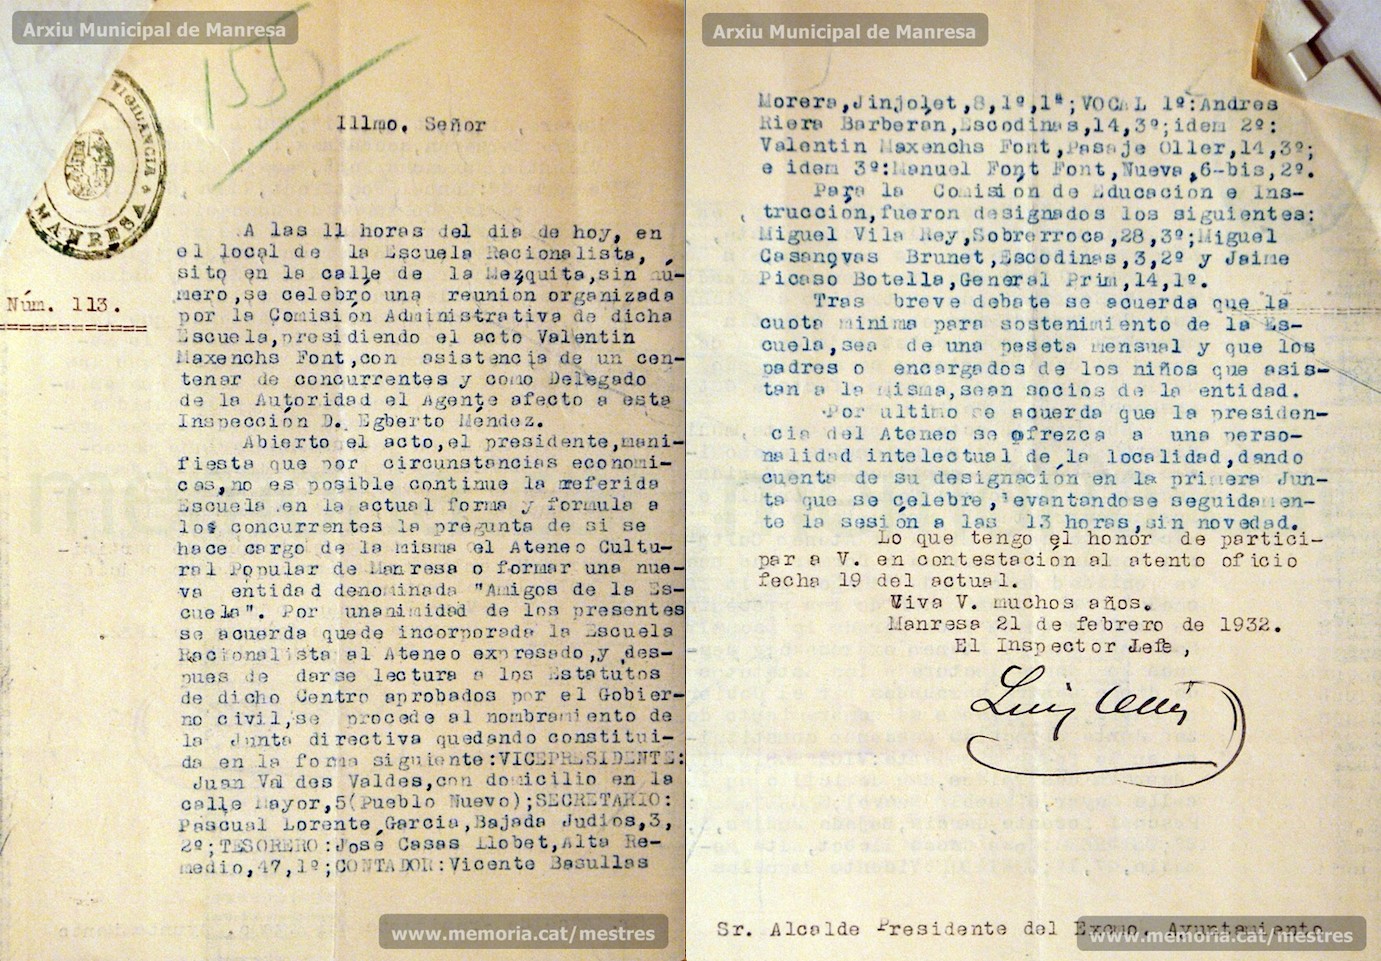 Arxiu Municipal de Manresa
155
Illmo. Señor
MANRESA
Núm. 113.
A las 11 horas del dia de hoy, en
el local de la Escuela Racionalista,
sito en la calle de la Mezquita,sin nú-
mero,se celebró una reunion organizada
por la Comisión Administrativa de dicha
Escuela,presidiendo el acto Valentin
Maxenchs Font,con asistencia de un cen-
tenar de concurrentes y como Delegado
de la Autoridad el Agente afecto a esta
Inspección D. Egberto Méndez.
Abierto el acto,el presidente,mani-
fiesta que por circunstancias economi-
cas,no es posible continue la referida
Escuela en la actual forma y formula a
los concurrentes la pregunta de si se
hace cargo de la misma el Ateneo Cultu-
ral Popular de Manresa o formar una nue-
va entidad denominada "Amigos de la Es-
cuela". Por unanimidad de los presentes
se acuerda quede incorporada la Escuela
Racionalista al Ateneo expresado,y des-
pues de darse lectura a los Estatutos
de dicho Centro aprobados por el Gobier-
no civil,se procede al nombramiento de
la Junta directiva quedando constitui-
da en la forma siguiente:VICEPRESIDENTE:
Juan Val des Valdes,con domicilio en la
calle Mayor,5(Pueblo Nuevo);SECRETARIO:
Pascual Lorente Garcia,Bajada Judios,3,
2º;TESORERO:José Casas Llobet,Alta Re-
medio,47,1º;CONTADOR:Vicente Basullas
www.memoria.cat/mestres
Arxiu Municipal de Manresa
Morera,Jinjolet,8,1º,1ª;VOCAL 1º:Andres
Riera Barberan,Escodinas,14,3º;idem 2º:
Valentin Maxenchs Font,Pasaje Oller,14,3º;
e idem 3º:Manuel Font Font,Nueva,6-bis,2º.
Para la Comision de Educacion e Ins-
truccion,fueron designados los siguientes:
Miguel Vila Rey,Sobrerroca,28,3º;Miguel
Casanovas Brunet,Escodinas,3,2º y Jaime
Picaso Botella,General Prim,14,1º.
Tras breve debate se acuerda que la
cuota minima para sostenimiento de la Es-
cuela,sea de una peseta mensual y que los
padres o encargados de los niños que asis-
tan a la misma,sean socios de la entidad.
Por ultimo se acuerda que la presiden-
cia del Ateneo se ofrezca a una perso-
nalidad intelectual de la localidad,dando
cuenta de su designación en la primera Jun-
ta que se celebre,levantandose seguidamen-
te la sesión a las 13 horas,sin novedad.
Lo que tengo el honor de partici-
par a V. en contestación al atento oficio
fecha 19 del actual.
Viva V. muchos años.
Manresa 21 de febrero de 1932.
El Inspector Jefe,
Luis
Sr. Alcalde Presidente del Excmo. Ayuntamiento
www.memoria.cat/mestres